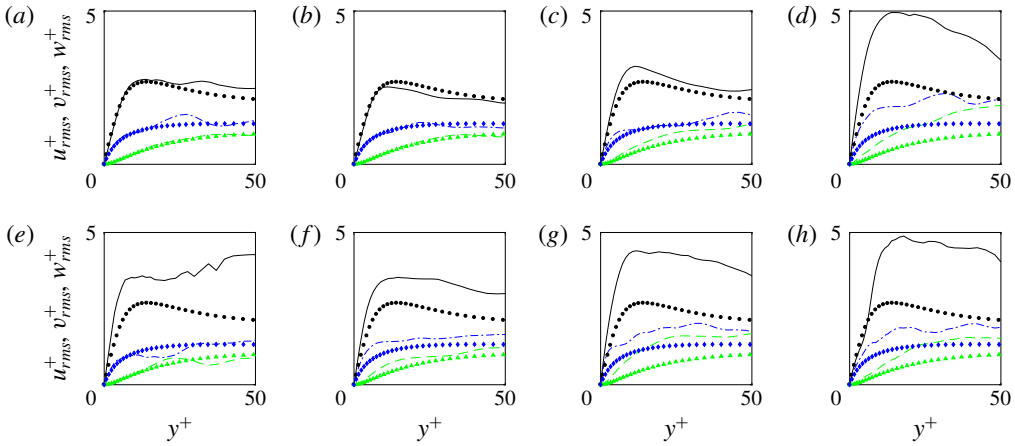 (a) (b) (c) (d)
u⁺rms, v⁺rms, w⁺rms
5 5 5 5
0 50 0 50 0 50 0 50
(e) (f) (g) (h)
u⁺rms, v⁺rms, w⁺rms
5 5 5 5
0 50 0 50 0 50 0 50
y⁺ y⁺ y⁺ y⁺